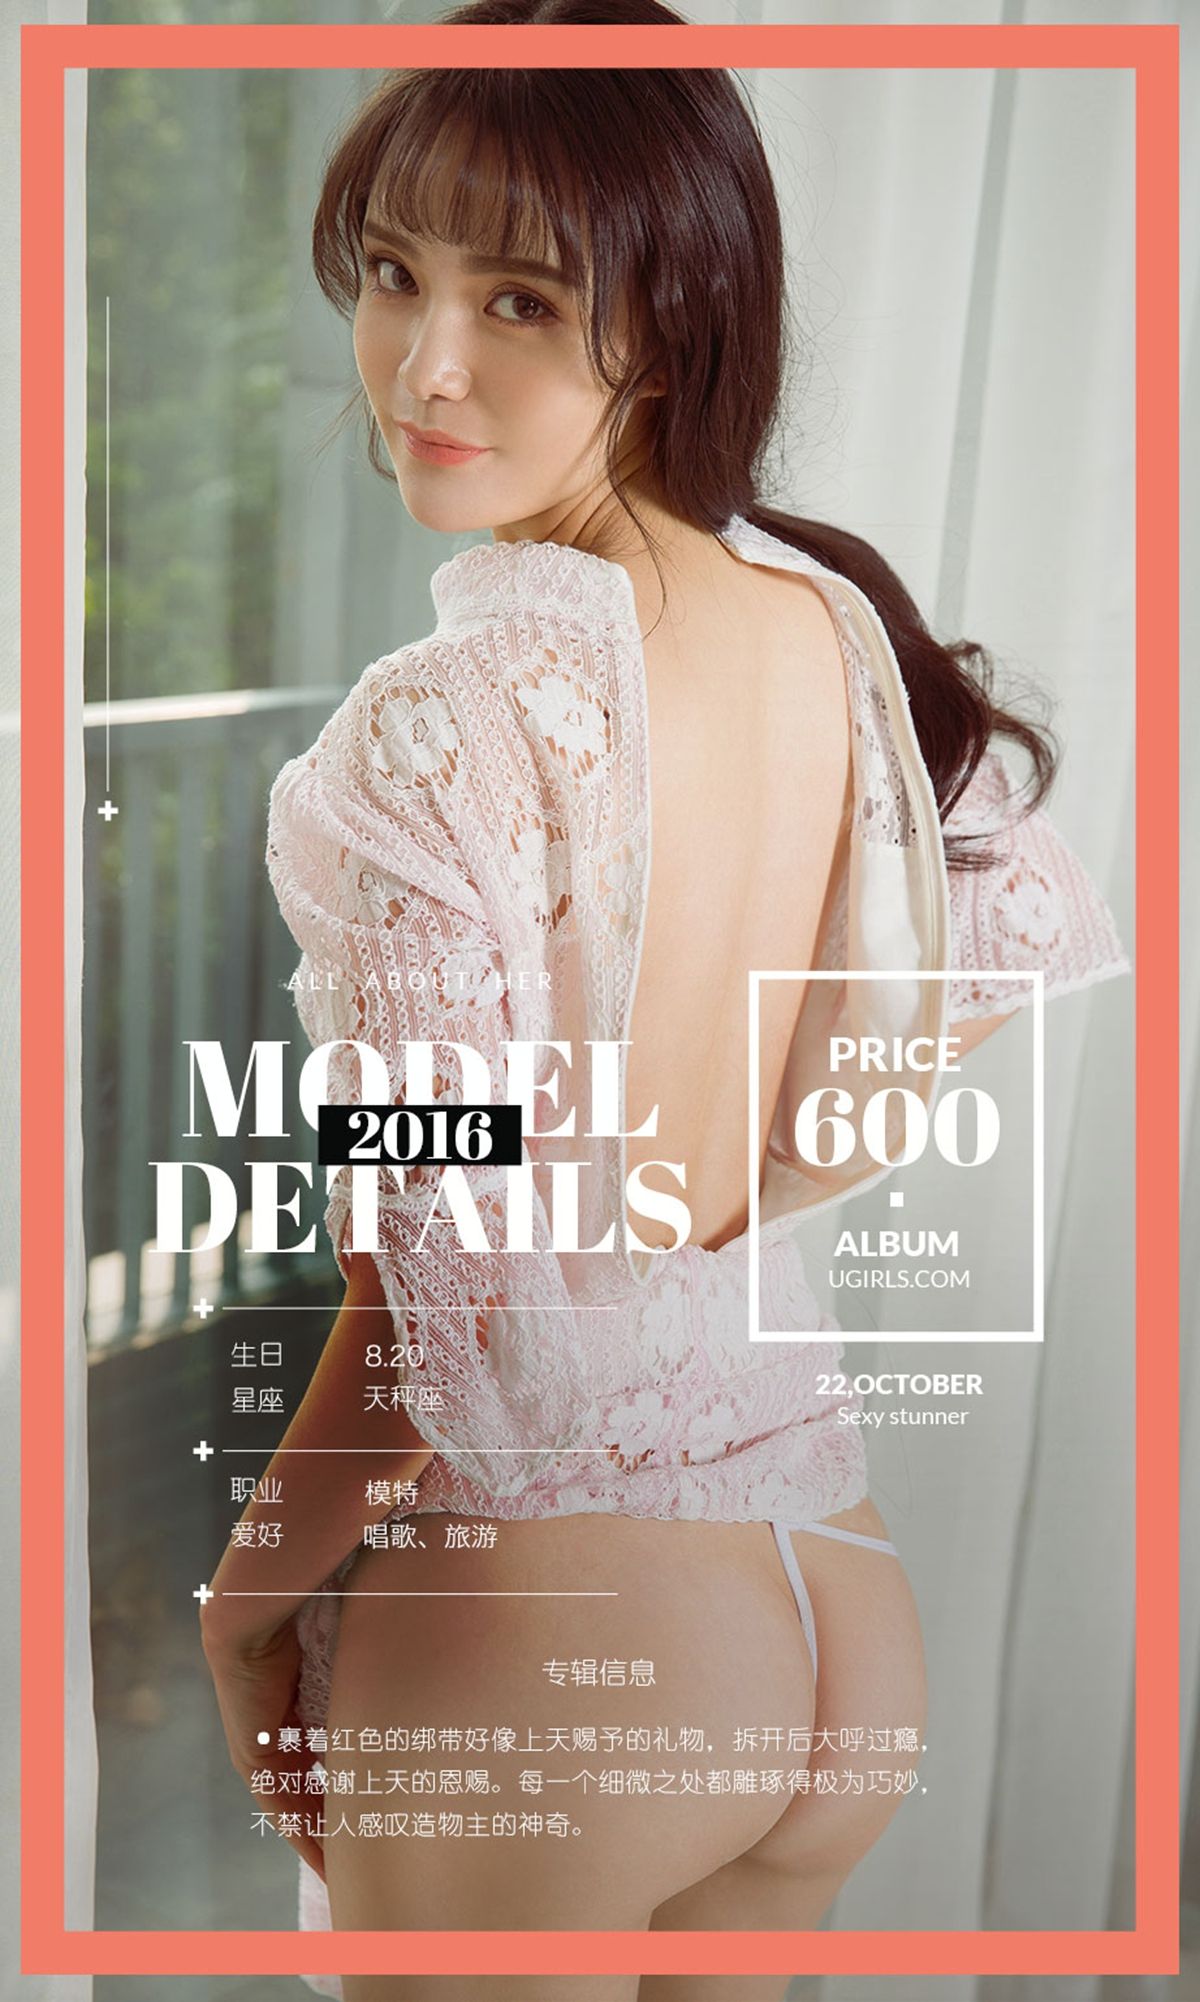 ALL ABOUT HER
MODEL
2016
DETAILS
PRICE
600
ALBUM
UGIRLS.COM
22,OCTOBER
Sexy stunner
生日 8.20
星座 天秤座
职业 模特
爱好 唱歌、旅游
专辑信息
•裹着红色的绑带好像上天赐予的礼物，拆开后大呼过瘾，
绝对感谢上天的恩赐。每一个细微之处都雕琢得极为巧妙，
不禁让人感叹造物主的神奇。